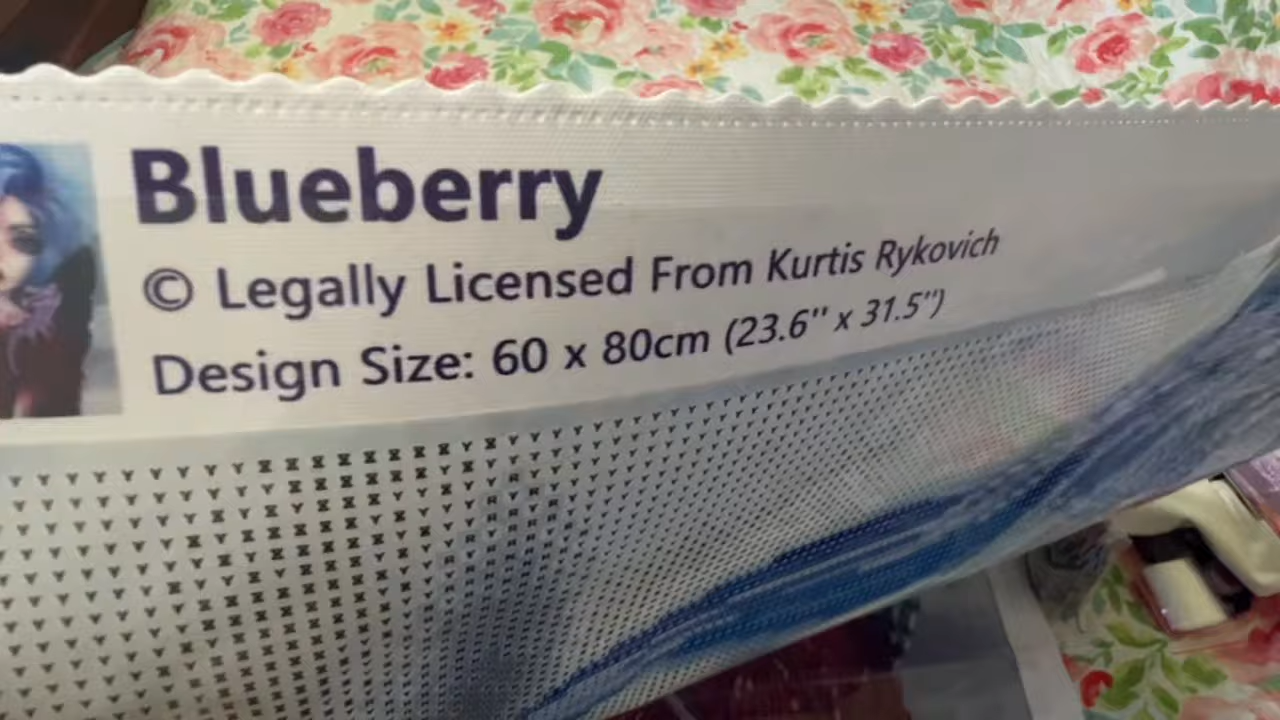 Blueberry
© Legally Licensed From Kurtis Rykovich
Design Size: 60 x 80cm (23.6" x 31.5")